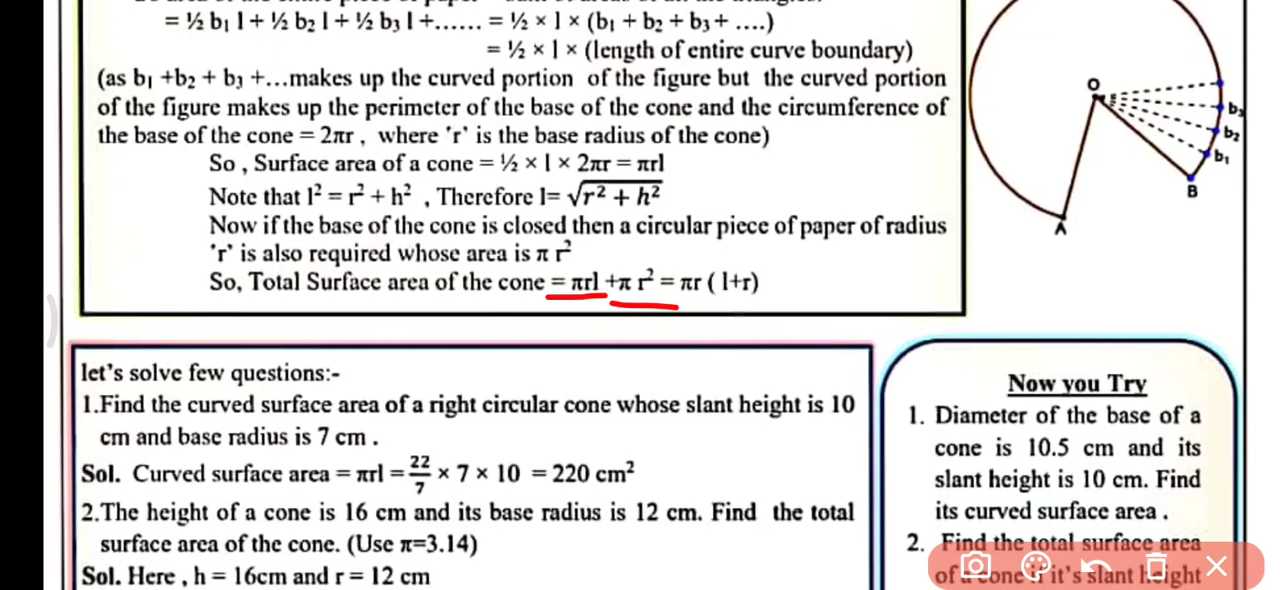 = ½ b₁ l + ½ b₂ l + ½ b₃ l +...... = ½ × l × (b₁ + b₂ + b₃ + ....)
= ½ × l × (length of entire curve boundary)
(as b₁ +b₂ + b₃ +...makes up the curved portion of the figure but the curved portion
of the figure makes up the perimeter of the base of the cone and the circumference of
the base of the cone = 2πr , where 'r' is the base radius of the cone)
So , Surface area of a cone = ½ × l × 2πr = πrl
Note that l² = r² + h² , Therefore l= √r² + h²
Now if the base of the cone is closed then a circular piece of paper of radius
'r' is also required whose area is π r²
So, Total Surface area of the cone = πrl +π r² = πr ( l+r)
O
b₃
b₂
b₁
B
A
let's solve few questions:-
1.Find the curved surface area of a right circular cone whose slant height is 10
cm and base radius is 7 cm .
Sol. Curved surface area = πrl = 22/7 × 7 × 10 = 220 cm²
2.The height of a cone is 16 cm and its base radius is 12 cm. Find the total
surface area of the cone. (Use π=3.14)
Sol. Here , h = 16cm and r = 12 cm
Now you Try
1. Diameter of the base of a
cone is 10.5 cm and its
slant height is 10 cm. Find
its curved surface area .
2. Find the total surface area
of a cone if it's slant height